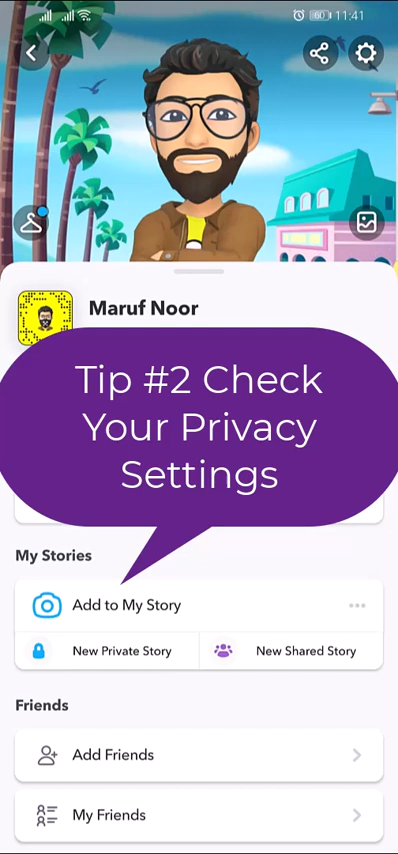 60 11:41
Maruf Noor
Tip #2 Check
Your Privacy
Settings
My Stories
Add to My Story
New Private Story
New Shared Story
Friends
Add Friends
My Friends